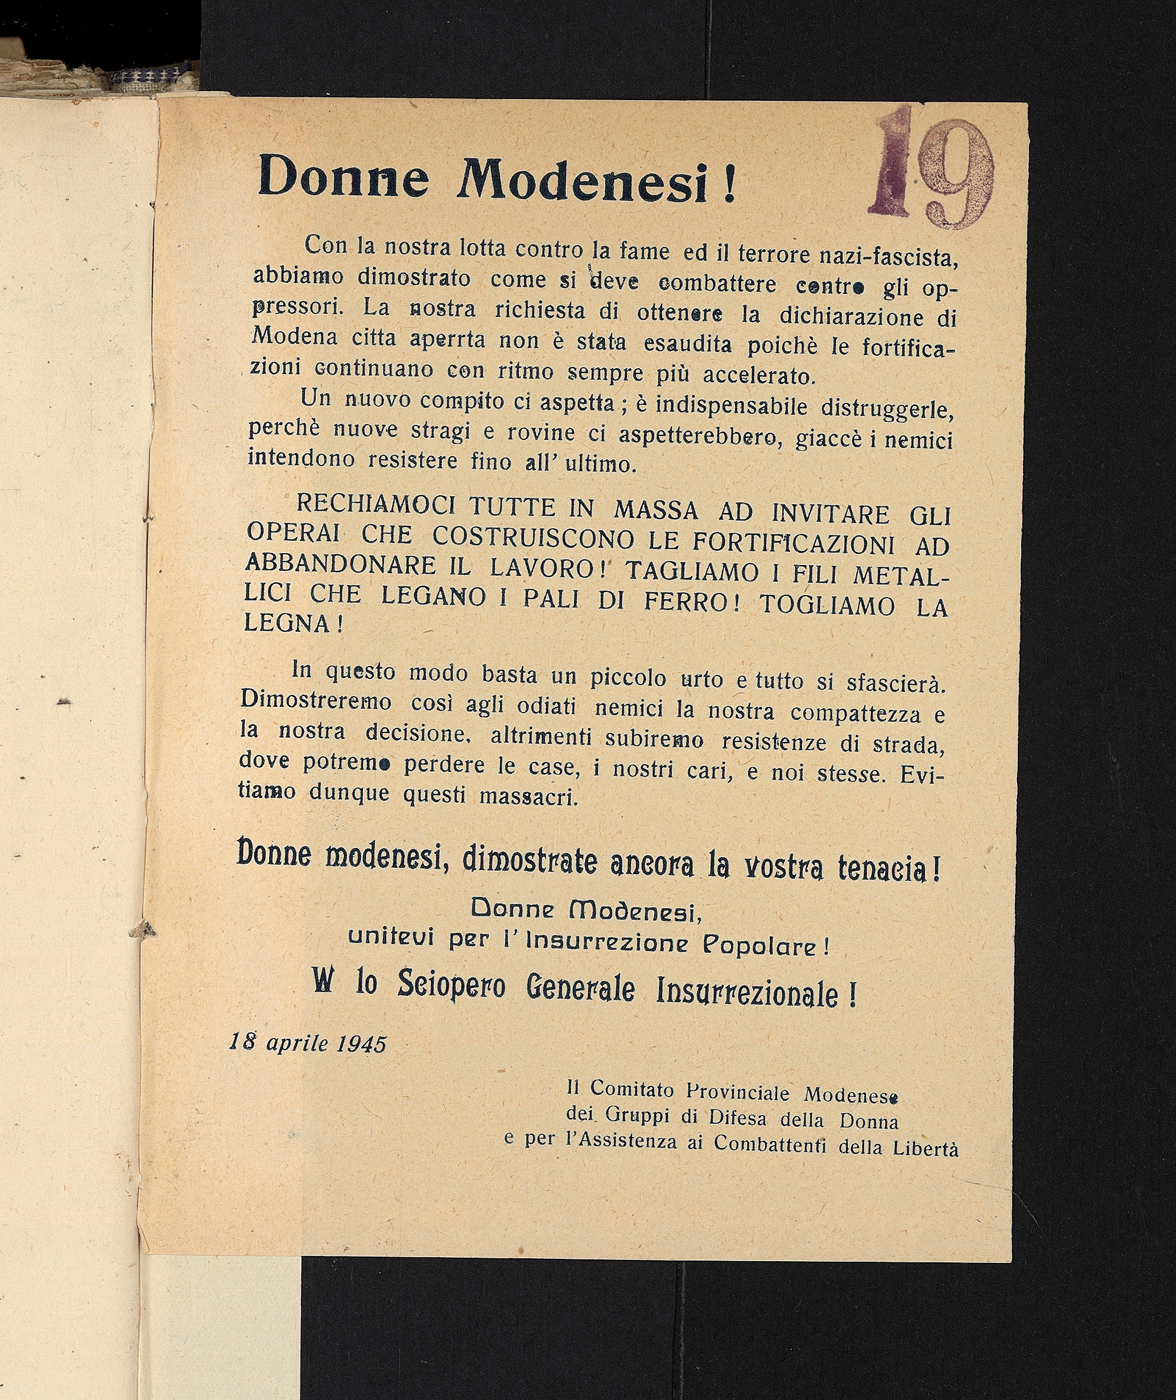 19
Donne Modenesi !
Con la nostra lotta contro la fame ed il terrore nazi-fascista,
abbiamo dimostrato come si deve combattere contro gli op-
pressori. La nostra richiesta di ottenere la dichiarazione di
Modena citta aperrta non è stata esaudita poichè le fortifica-
zioni continuano con ritmo sempre più accelerato.
Un nuovo compito ci aspetta ; è indispensabile distruggerle,
perchè nuove stragi e rovine ci aspetterebbero, giaccè i nemici
intendono resistere fino all' ultimo.
RECHIAMOCI TUTTE IN MASSA AD INVITARE GLI
OPERAI CHE COSTRUISCONO LE FORTIFICAZIONI AD
ABBANDONARE IL LAVORO ! TAGLIAMO I FILI METAL-
LICI CHE LEGANO I PALI DI FERRO ! TOGLIAMO LA
LEGNA !
In questo modo basta un piccolo urto e tutto si sfascierà.
Dimostreremo così agli odiati nemici la nostra compattezza e
la nostra decisione, altrimenti subiremo resistenze di strada,
dove potremo perdere le case, i nostri cari, e noi stesse. Evi-
tiamo dunque questi massacri.
Donne modenesi, dimostrate ancora la vostra tenacia !
Donne Modenesi,
unitevi per l' Insurrezione Popolare !
W lo Sciopero Generale Insurrezionale !
18 aprile 1945
Il Comitato Provinciale Modenese
dei Gruppi di Difesa della Donna
e per l'Assistenza ai Combattenti della Libertà